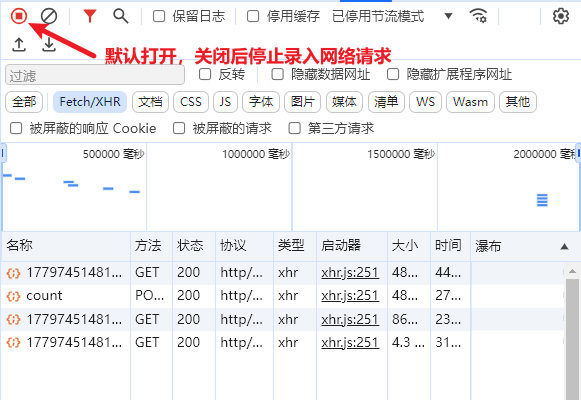 保留日志 停用缓存 已停用节流模式
默认打开，关闭后停止录入网络请求
过滤 反转 隐藏数据网址 隐藏扩展程序网址
全部 Fetch/XHR 文档 CSS JS 字体 图片 媒体 清单 WS Wasm 其他
被屏蔽的响应 Cookie 被屏蔽的请求 第三方请求
500000 毫秒 1000000 毫秒 1500000 毫秒 2000000 毫秒
名称 方法 状态 协议 类型 启动器 大小 时间 瀑布
17797451481... GET 200 http/... xhr xhr.js:251 48... 44...
count PO... 200 http/... xhr xhr.js:251 48... 27...
17797451481... GET 200 http/... xhr xhr.js:251 86... 23...
17797451481... GET 200 http/... xhr xhr.js:251 4.3 ... 31...